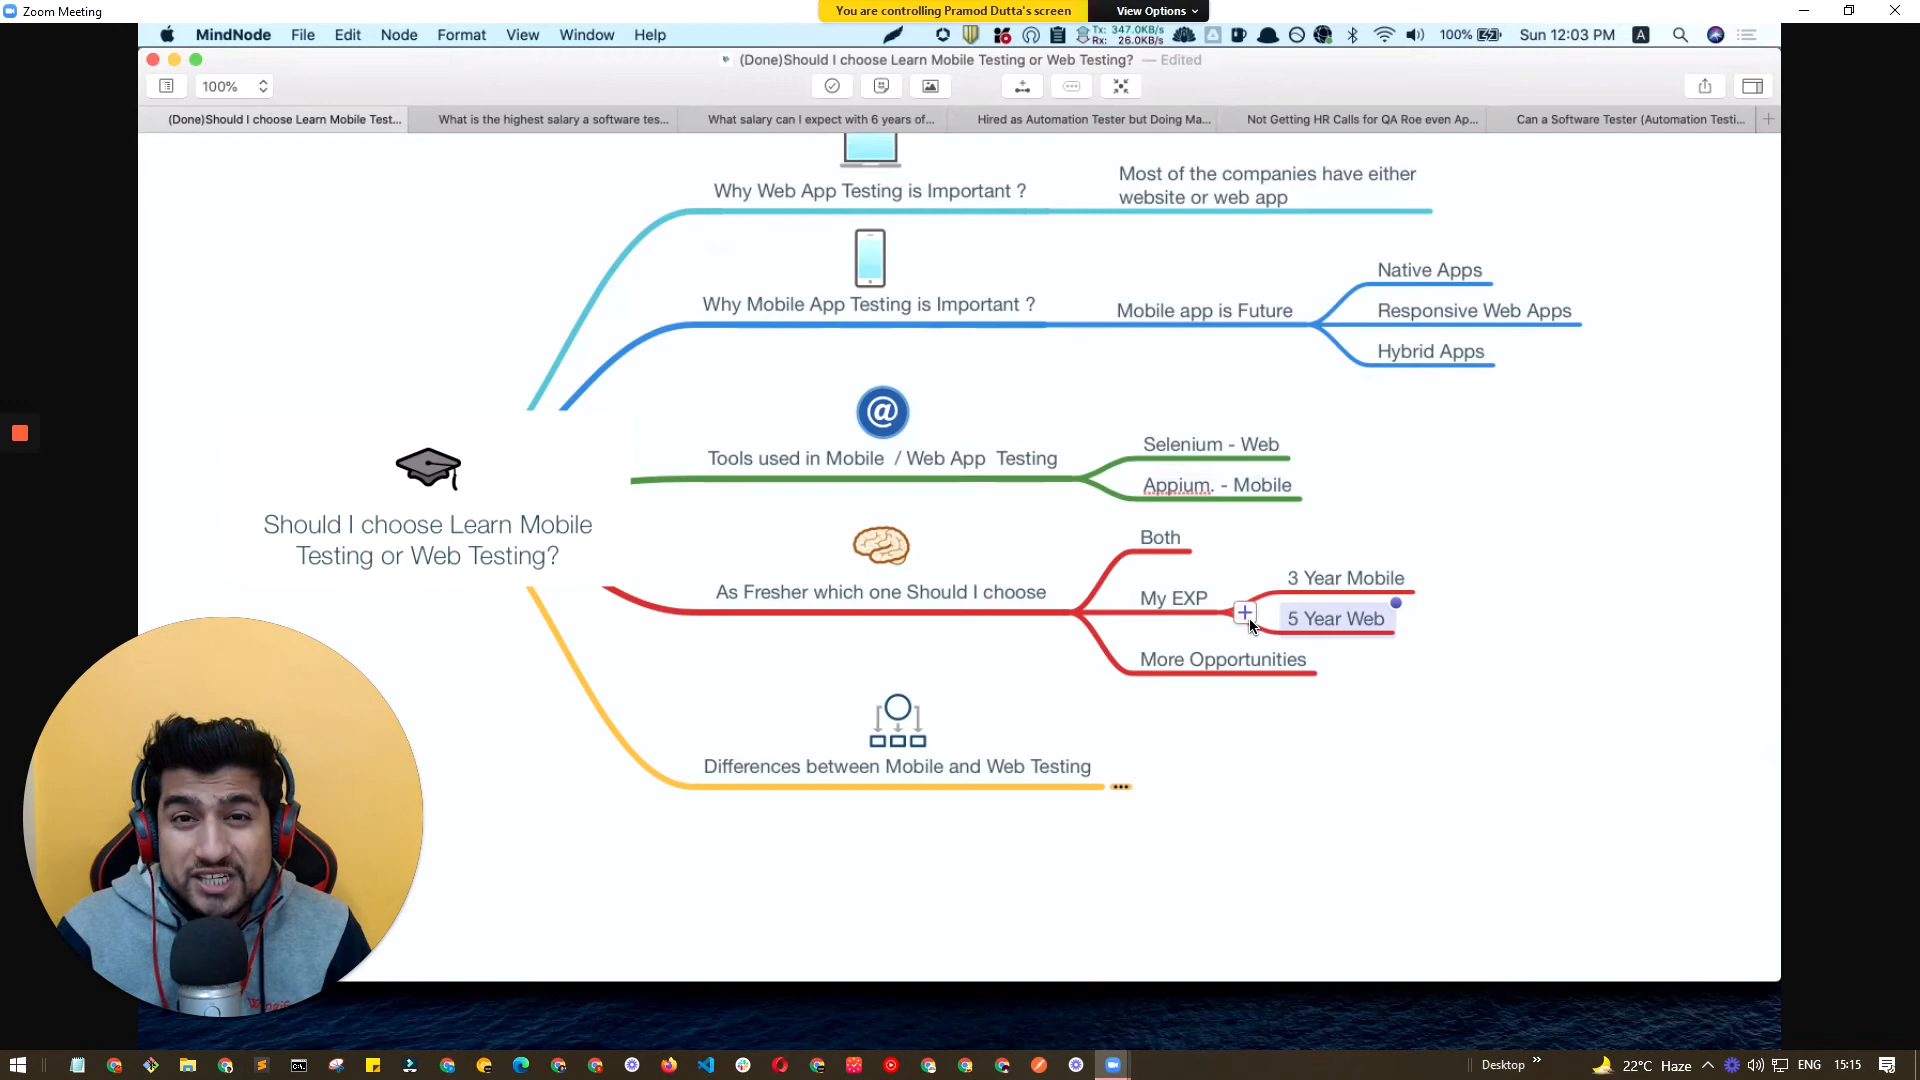 Zoom Meeting
You are controlling Pramod Dutta's screen
View Options
MindNode File Edit Node Format View Window Help
Tx: 347.0KB/s
Rx: 26.0KB/s
100%
Sun 12:03 PM
A
(Done)Should I choose Learn Mobile Testing or Web Testing? — Edited
100%
(Done)Should I choose Learn Mobile Test...
What is the highest salary a software tes...
What salary can I expect with 6 years of...
Hired as Automation Tester but Doing Ma...
Not Getting HR Calls for QA Roe even Ap...
Can a Software Tester (Automation Testi...
Why Web App Testing is Important ?
Most of the companies have either
website or web app
Why Mobile App Testing is Important ?
Mobile app is Future
Native Apps
Responsive Web Apps
Hybrid Apps
@
Tools used in Mobile / Web App Testing
Selenium - Web
Appium. - Mobile
Should I choose Learn Mobile
Testing or Web Testing?
As Fresher which one Should I choose
Both
My EXP
3 Year Mobile
5 Year Web
More Opportunities
Differences between Mobile and Web Testing
Desktop
22°C Haze
ENG
15:15